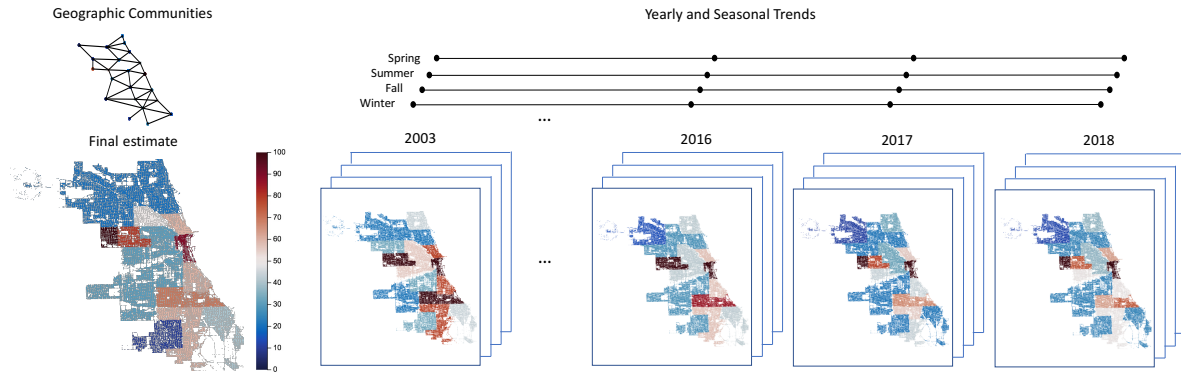 Geographic Communities
Yearly and Seasonal Trends
Spring
Summer
Fall
Winter
...
Final estimate
100
90
80
70
60
50
40
30
20
10
0
2003
2016
2017
2018
...